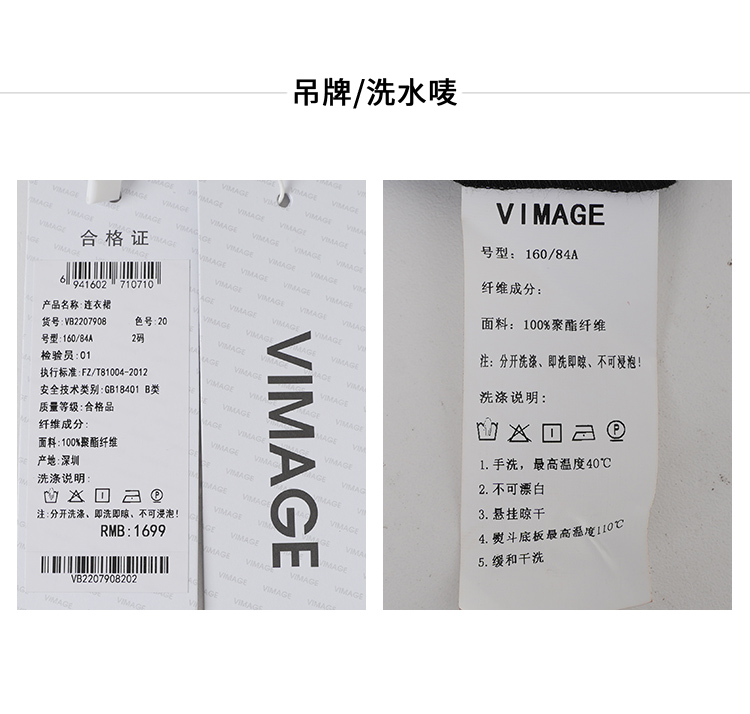 吊牌/洗水唛
合格证
6 941602 710710
产品名称:连衣裙
货号:VB2207908 色号:20
号型:160/84A 2码
检验员:01
执行标准:FZ/T81004-2012
安全技术类别:GB18401 B类
质量等级:合格品
纤维成分:
面料:100%聚酯纤维
产地:深圳
洗涤说明:
注:分开洗涤、即洗即晾、不可浸泡!
RMB:1699
VB2207908202
VIMAGE
VIMAGE
号型: 160/84A
纤维成分:
面料: 100%聚酯纤维
注: 分开洗涤、即洗即晾、不可浸泡!
洗涤说明:
1.手洗，最高温度40℃
2.不可漂白
3.悬挂晾干
4.熨斗底板最高温度110℃
5.缓和干洗